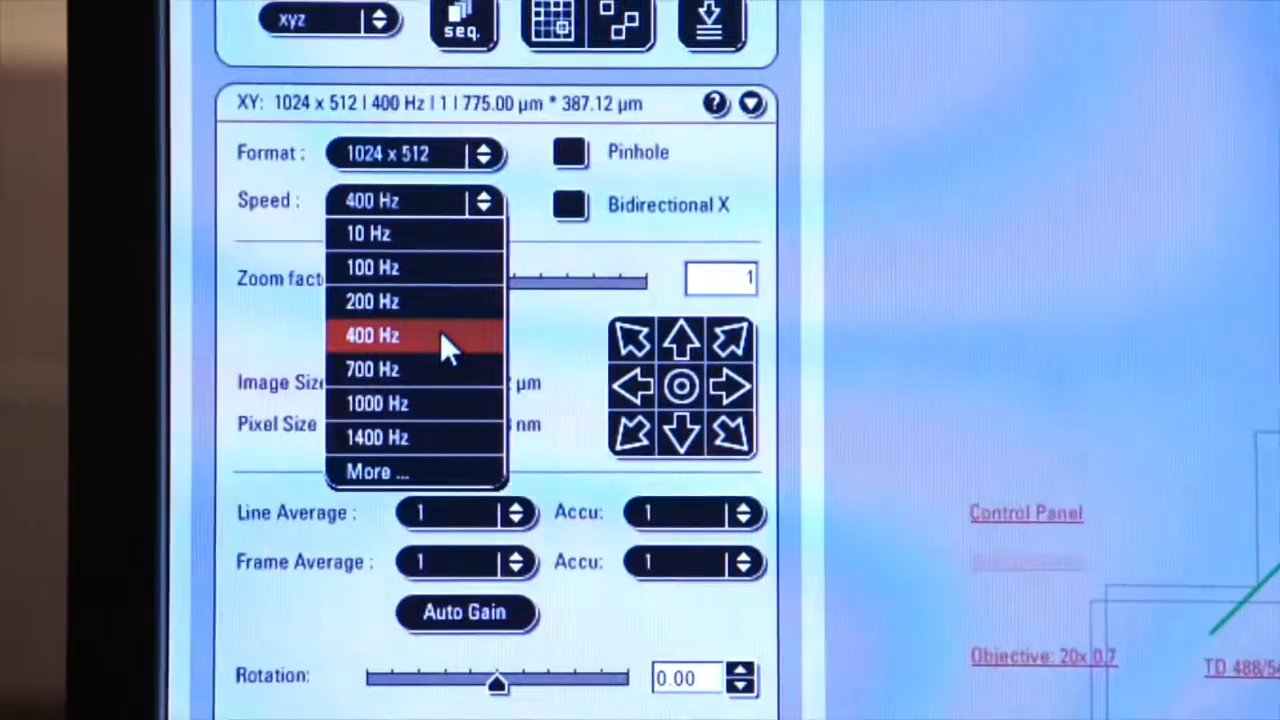 xyz
seq.
XY: 1024 x 512 | 400 Hz | 1 | 775.00 µm * 387.12 µm
?
Format : 1024 x 512 Pinhole
Speed : 400 Hz Bidirectional X
10 Hz
100 Hz
Zoom fact 1
200 Hz
400 Hz
700 Hz
Image Size µm
1000 Hz
Pixel Size nm
1400 Hz
More ...
Line Average : 1 Accu: 1
Control Panel
Frame Average : 1 Accu: 1
Auto Gain
Objective: 20x 0.7
TD 488/5
Rotation: 0.00